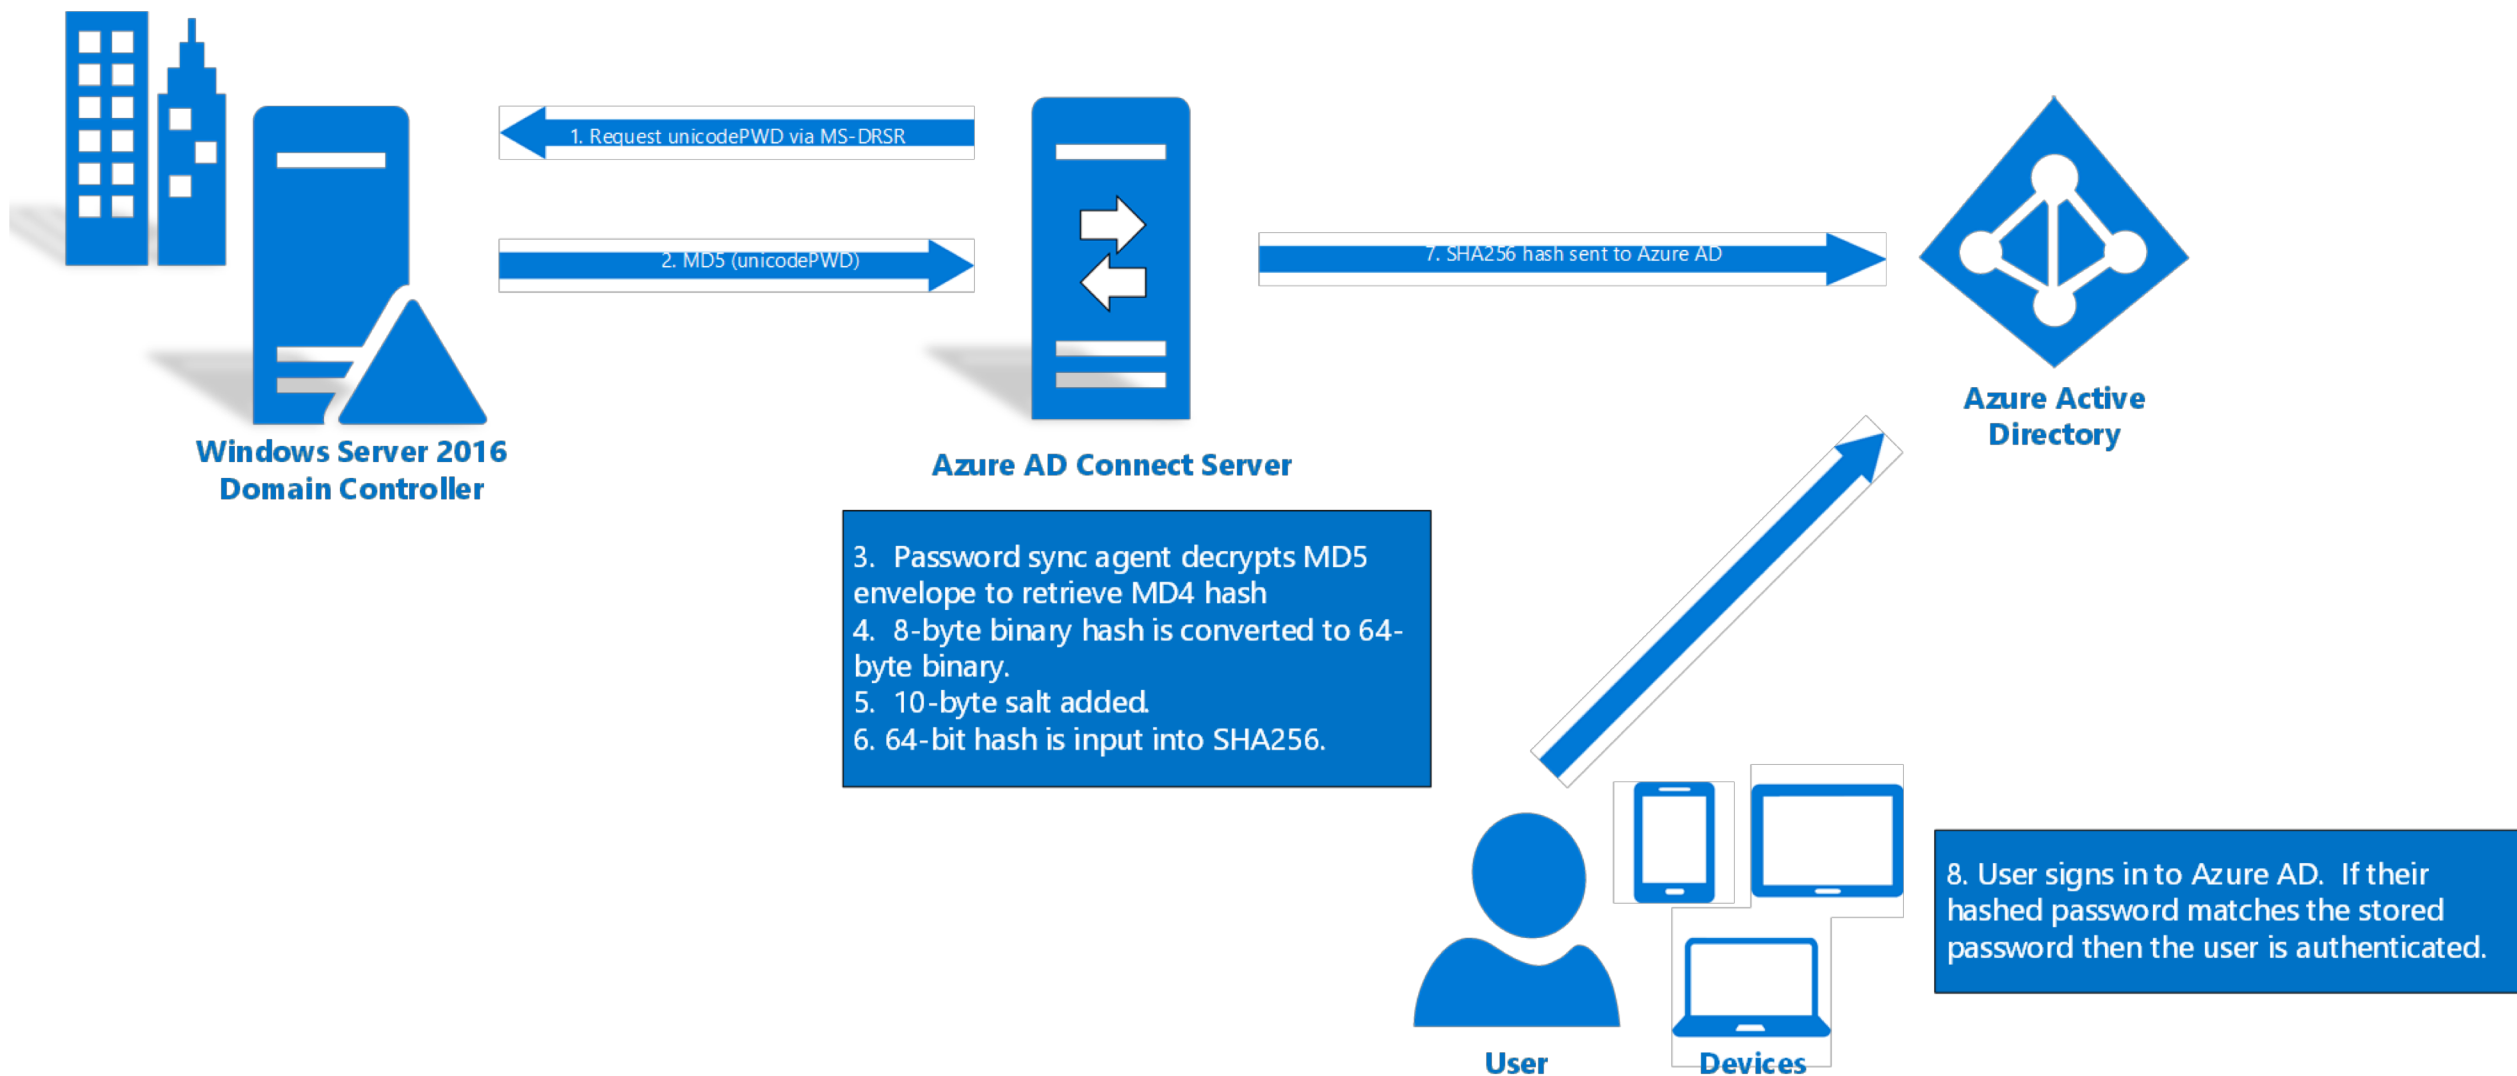 1. Request unicodePWD via MS-DRSR
2. MD5 (unicodePWD)
7. SHA256 hash sent to Azure AD
Windows Server 2016
Domain Controller
Azure AD Connect Server
Azure Active
Directory
3. Password sync agent decrypts MD5
envelope to retrieve MD4 hash
4. 8-byte binary hash is converted to 64-
byte binary.
5. 10-byte salt added.
6. 64-bit hash is input into SHA256.
8. User signs in to Azure AD. If their
hashed password matches the stored
password then the user is authenticated.
User
Devices